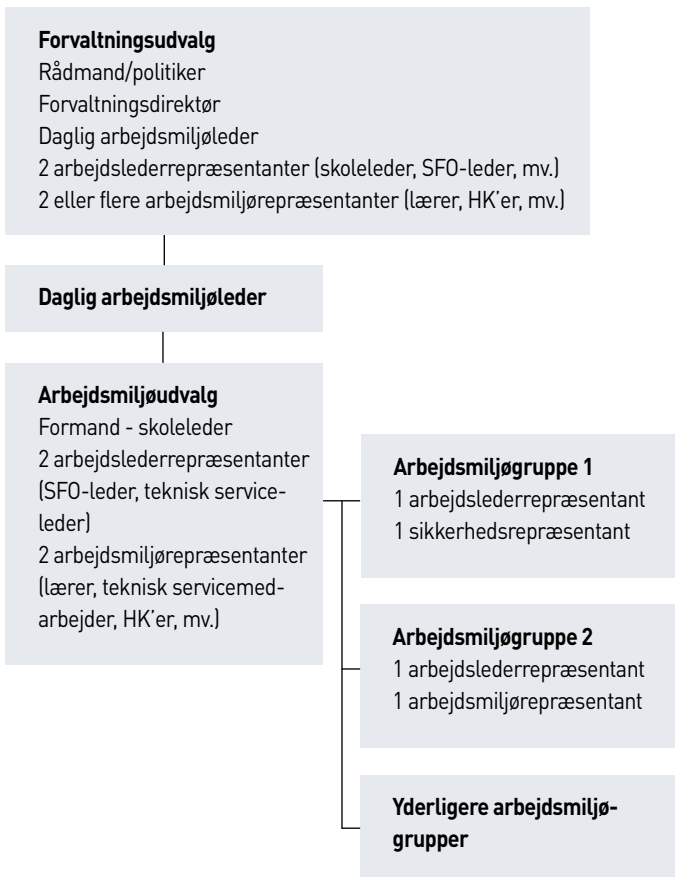 Forvaltningsudvalg
Rådmand/politiker
Forvaltningsdirektør
Daglig arbejdsmiljøleder
2 arbejdslederrepræsentanter (skoleleder, SFO-leder, mv.)
2 eller flere arbejdsmiljørepræsentanter (lærer, HK’er, mv.)
Daglig arbejdsmiljøleder
Arbejdsmiljøudvalg
Formand - skoleleder
2 arbejdslederrepræsentanter
(SFO-leder, teknisk service-
leder)
2 arbejdsmiljørepræsentanter
(lærer, teknisk servicemed-
arbejder, HK’er, mv.)
Arbejdsmiljøgruppe 1
1 arbejdslederrepræsentant
1 sikkerhedsrepræsentant
Arbejdsmiljøgruppe 2
1 arbejdslederrepræsentant
1 arbejdsmiljørepræsentant
Yderligere arbejdsmiljø-
grupper